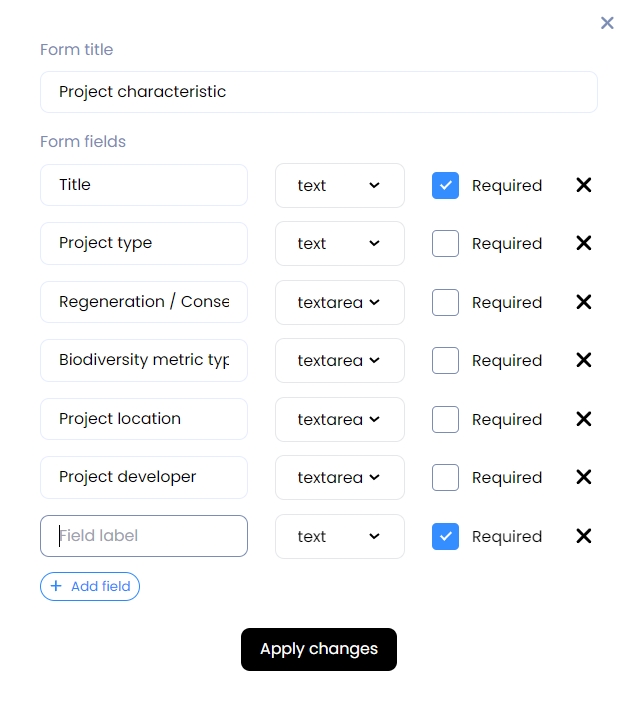 Form title
Project characteristic
Form fields
Title text Required
Project type text Required
Regeneration / Conse textarea Required
Biodiversity metric typ textarea Required
Project location textarea Required
Project developer textarea Required
Field label text Required
+ Add field
Apply changes